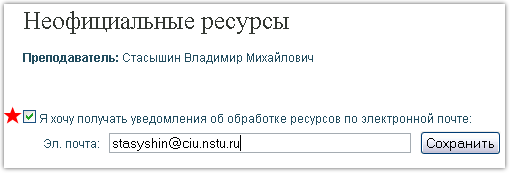 Неофициальные ресурсы
Преподаватель: Стасышин Владимир Михайлович
Я хочу получать уведомления об обработке ресурсов по электронной почте:
Эл. почта: stasyshin@ciu.nstu.ru Сохранить